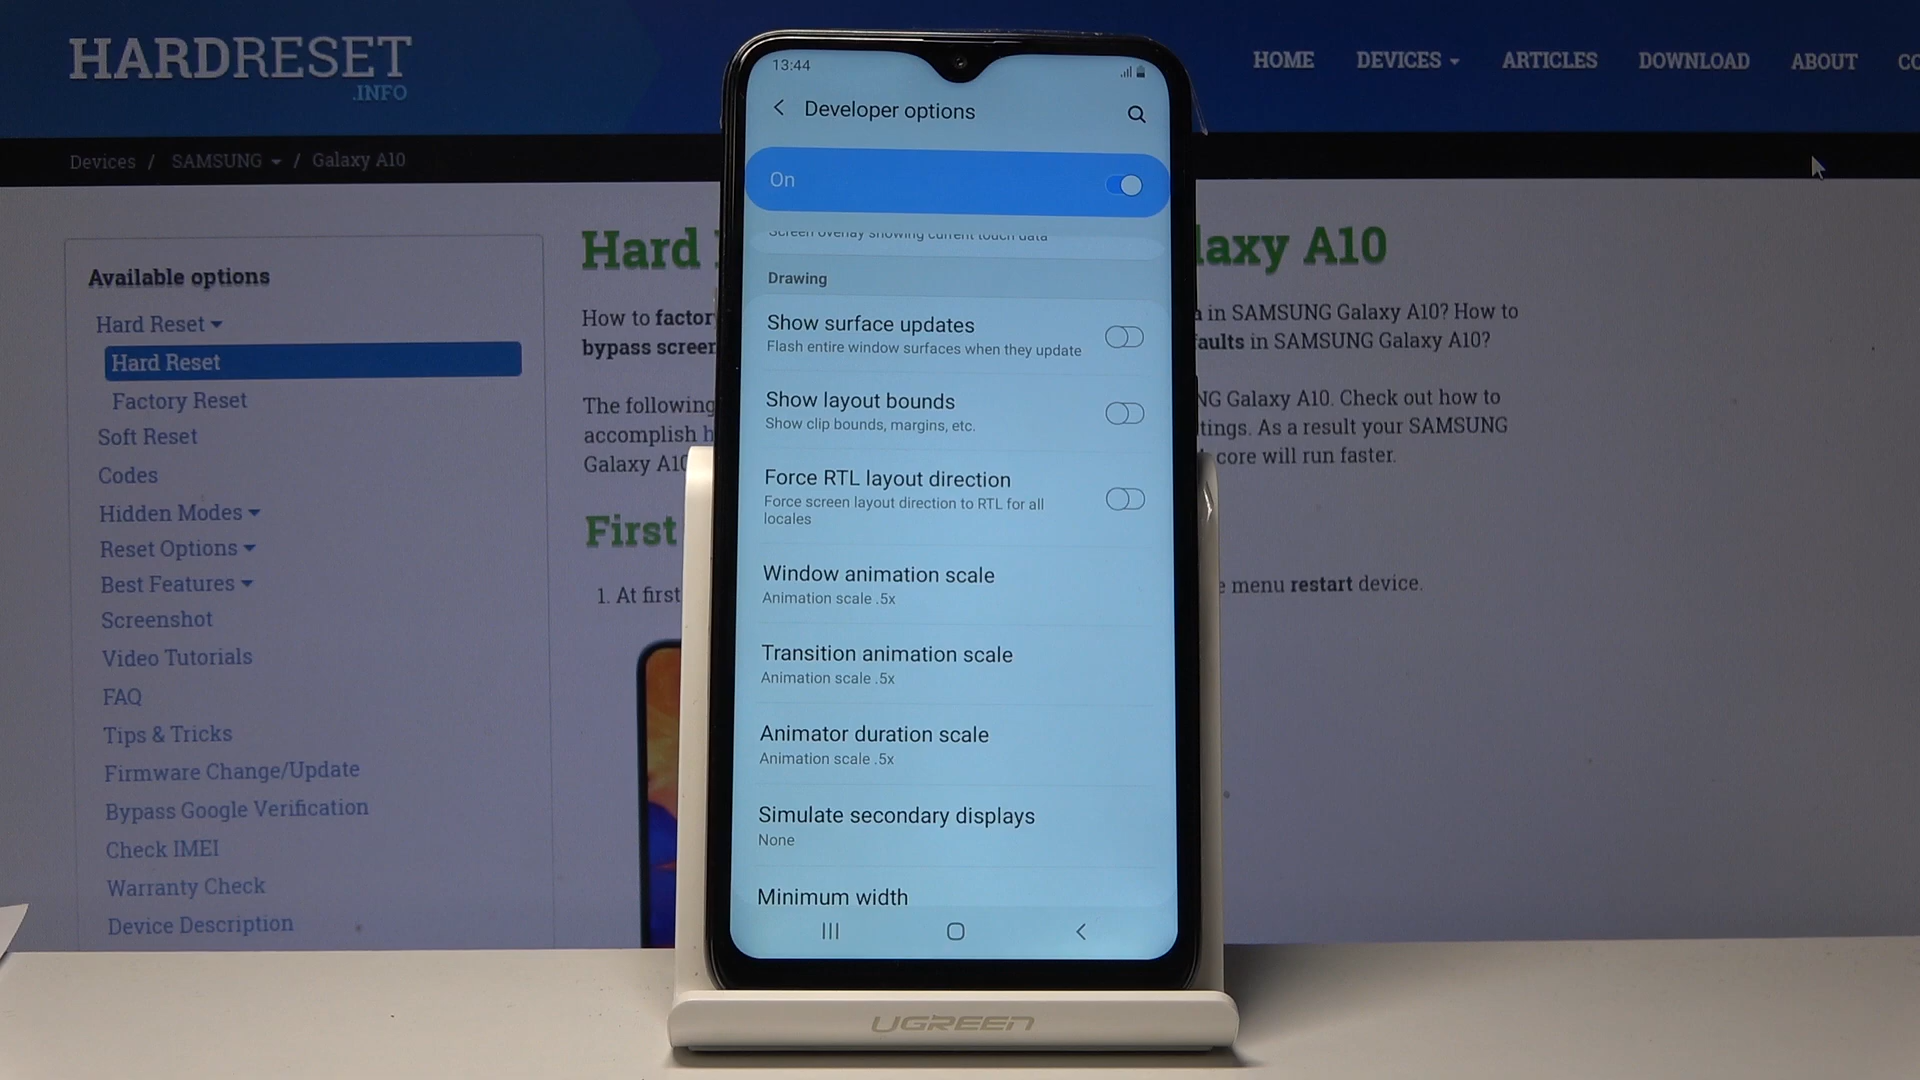 HARDRESET
.INFO
HOME DEVICES ARTICLES DOWNLOAD ABOUT
Devices / SAMSUNG / Galaxy A10
Available options
Hard Reset
Hard Reset
Factory Reset
Soft Reset
Codes
Hidden Modes
Reset Options
Best Features
Screenshot
Video Tutorials
FAQ
Tips & Tricks
Firmware Change/Update
Bypass Google Verification
Check IMEI
Warranty Check
Device Description
Hard
How to
bypass
The following
accomplish
Galaxy
First
1. At first
A10
in SAMSUNG Galaxy A10? How to
in SAMSUNG Galaxy A10?
Galaxy A10. Check out how to
As a result your SAMSUNG
core will run faster.
menu restart device.
13:44
Developer options
On
Screen overlay showing current touch data
Drawing
Show surface updates
Flash entire window surfaces when they update
Show layout bounds
Show clip bounds, margins, etc.
Force RTL layout direction
Force screen layout direction to RTL for all
locales
Window animation scale
Animation scale .5x
Transition animation scale
Animation scale .5x
Animator duration scale
Animation scale .5x
Simulate secondary displays
None
Minimum width
UGREEN